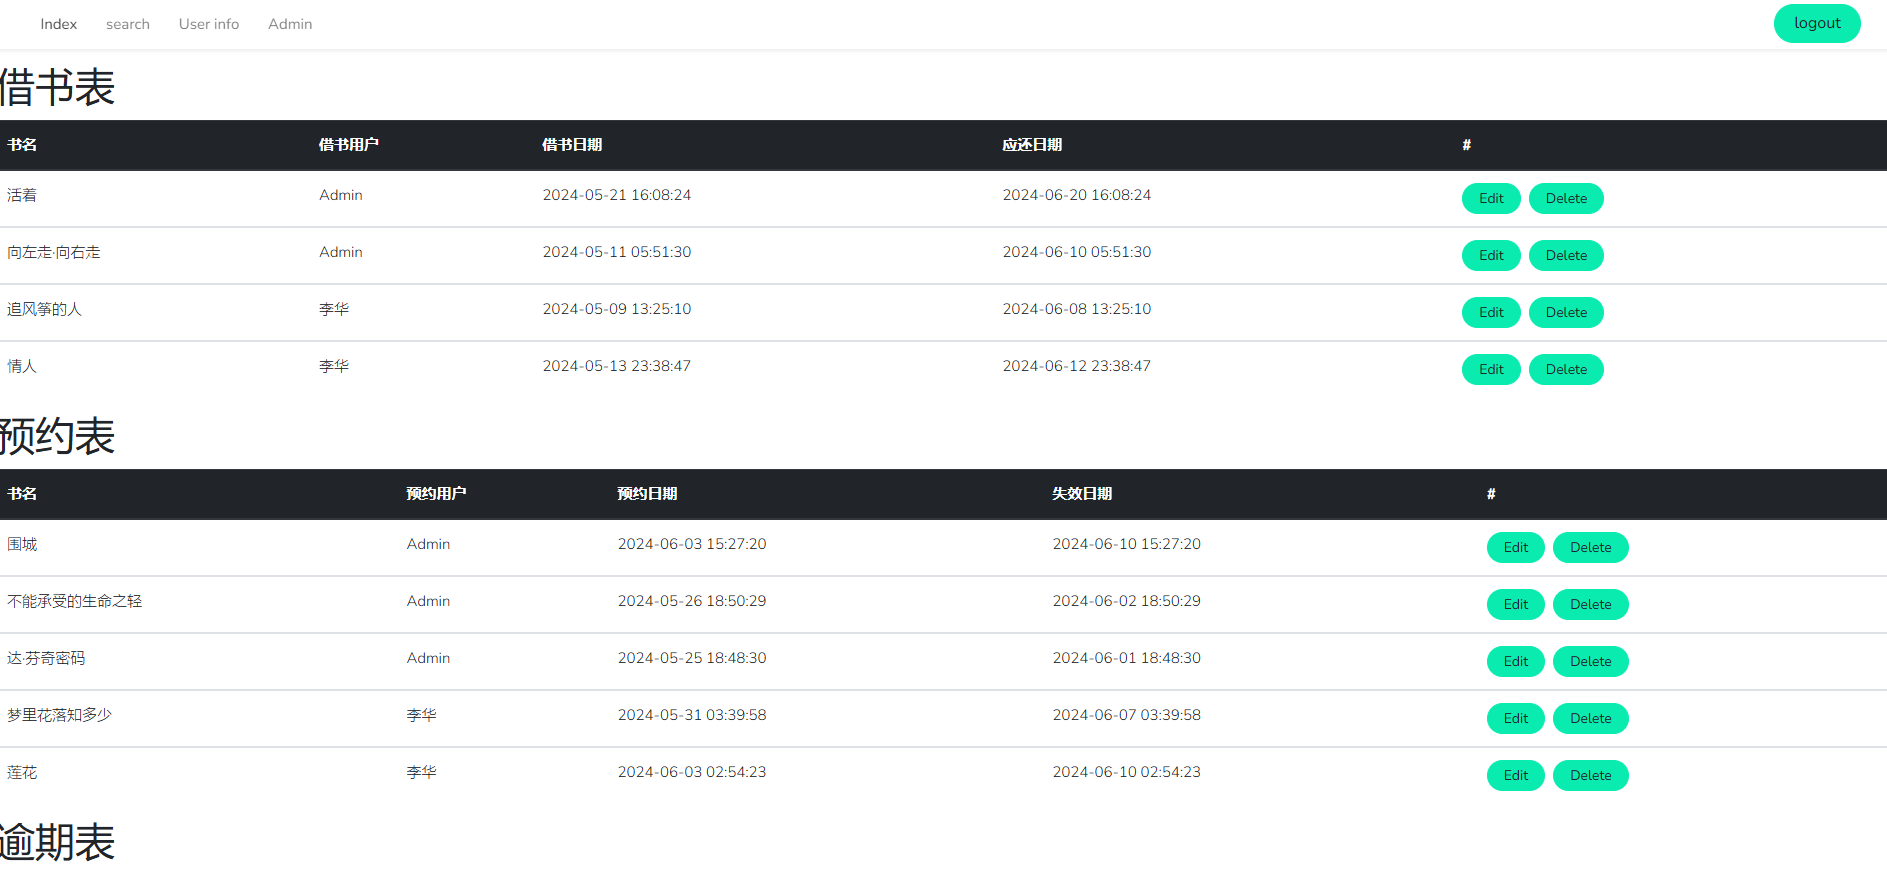 Index search User info Admin logout
借书表
书名 借书用户 借书日期 应还日期 #
活着 Admin 2024-05-21 16:08:24 2024-06-20 16:08:24 Edit Delete
向左走·向右走 Admin 2024-05-11 05:51:30 2024-06-10 05:51:30 Edit Delete
追风筝的人 李华 2024-05-09 13:25:10 2024-06-08 13:25:10 Edit Delete
情人 李华 2024-05-13 23:38:47 2024-06-12 23:38:47 Edit Delete
预约表
书名 预约用户 预约日期 失效日期 #
围城 Admin 2024-06-03 15:27:20 2024-06-10 15:27:20 Edit Delete
不能承受的生命之轻 Admin 2024-05-26 18:50:29 2024-06-02 18:50:29 Edit Delete
达·芬奇密码 Admin 2024-05-25 18:48:30 2024-06-01 18:48:30 Edit Delete
梦里花落知多少 李华 2024-05-31 03:39:58 2024-06-07 03:39:58 Edit Delete
莲花 李华 2024-06-03 02:54:23 2024-06-10 02:54:23 Edit Delete
逾期表